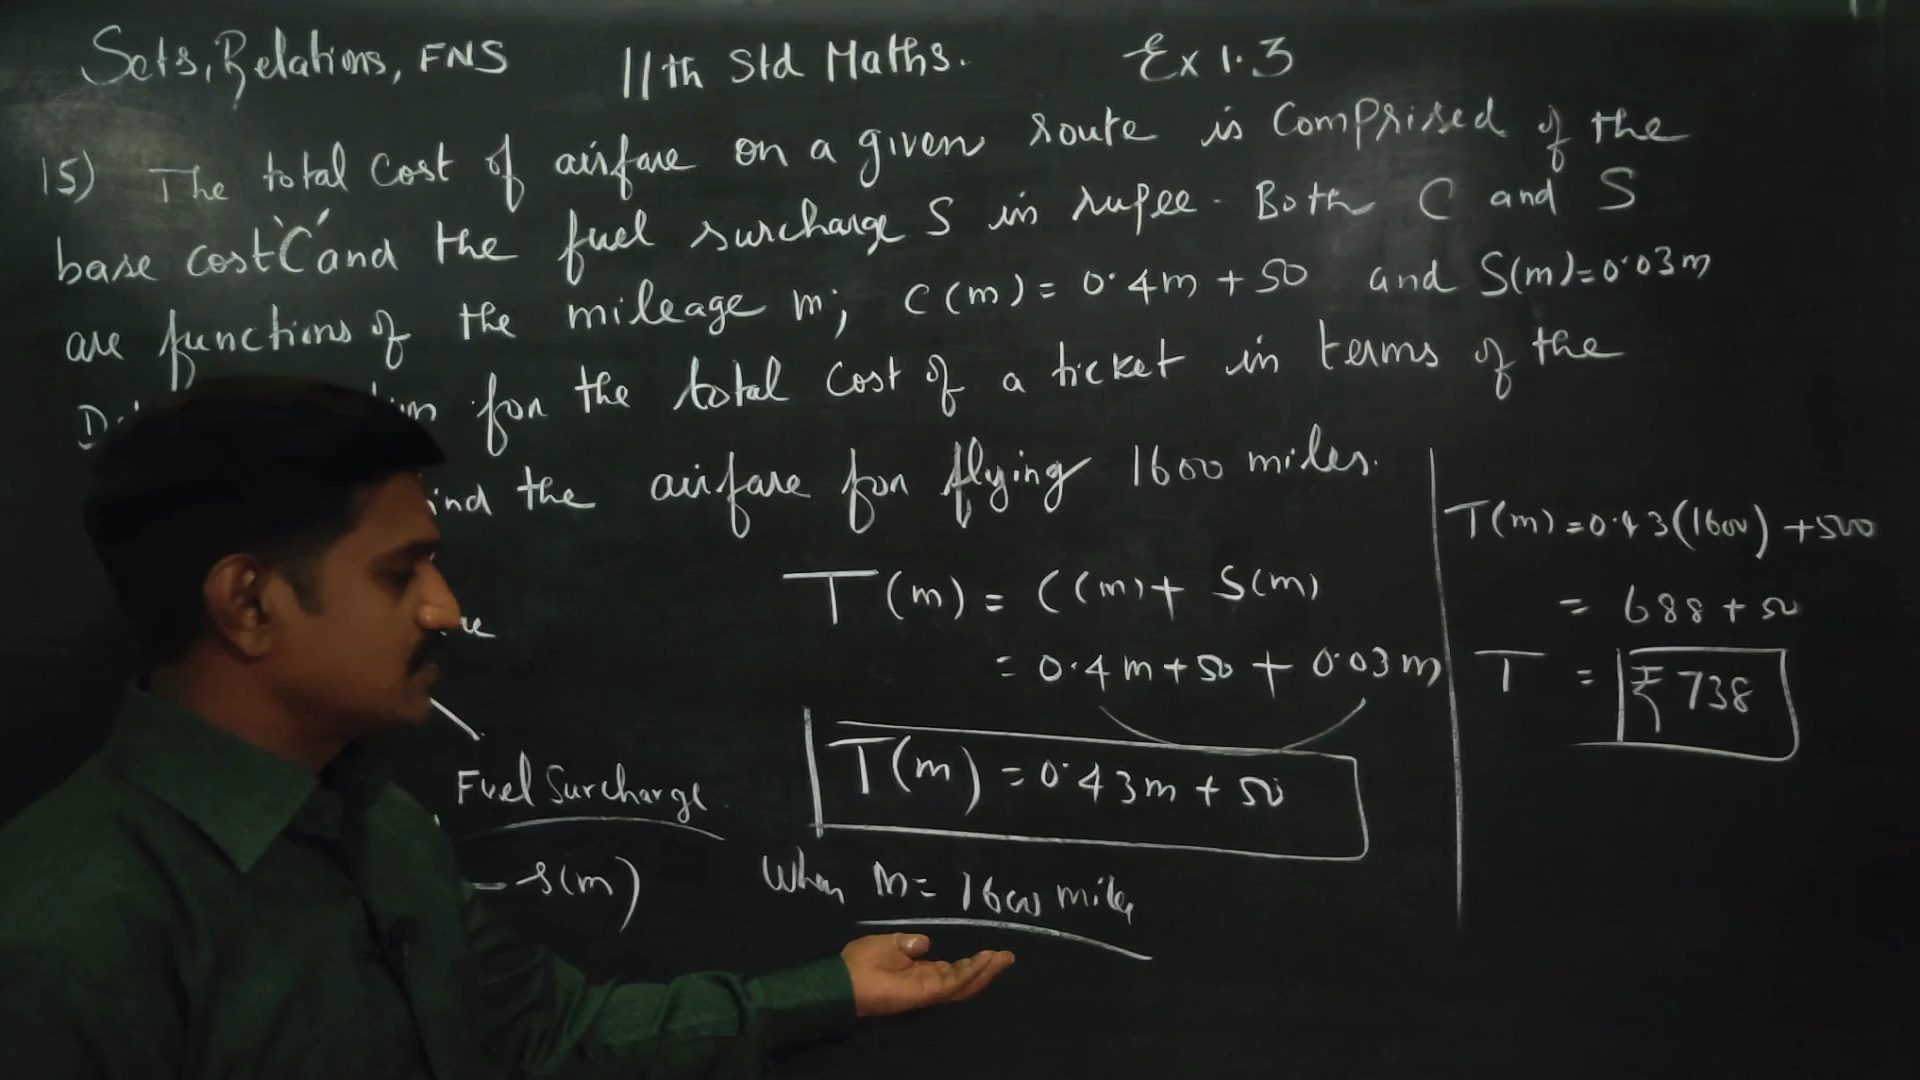 Sets, Relations, FNS 11th Std Maths. Ex 1.3
15) The total cost of airfare on a given route is comprised of the
base cost 'C' and the fuel surcharge S in rupee. Both C and S
are functions of the mileage m; C(m) = 0.4m + 50 and S(m) = 0.03m
for the total cost of a ticket in terms of the
the airfare for flying 1600 miles.
T(m) = C(m) + S(m)
= 0.4m + 50 + 0.03m
T(m) = 0.43m + 50
When m = 1600 miles
Fuel Surcharge
- s(m)
T(m) = 0.43(1600) + 500
= 688 + 50
T = ₹ 738